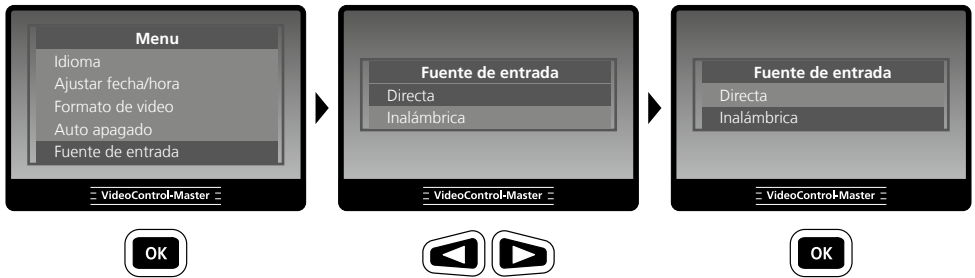 Menu
Idioma
Ajustar fecha/hora
Formato de video
Auto apagado
Fuente de entrada
VideoControl-Master
OK
Fuente de entrada
Directa
Inalámbrica
VideoControl-Master
Fuente de entrada
Directa
Inalámbrica
VideoControl-Master
OK